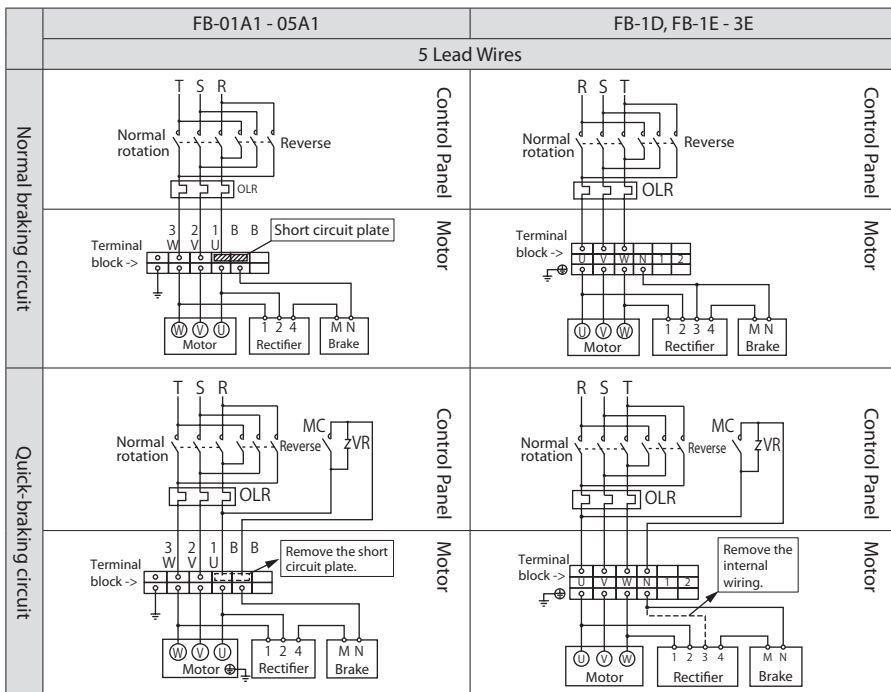 FB-01A1 - 05A1
FB-1D, FB-1E - 3E
5 Lead Wires
Normal braking circuit
T S R
Normal
rotation
Reverse
OLR
Control Panel
3 2 1 B B
W V U
Short circuit plate
Terminal
block ->
W V U
Motor
1 2 4
Rectifier
M N
Brake
Motor
R S T
Normal
rotation
Reverse
OLR
Control Panel
Terminal
block ->
U V W N 1 2
U V W
Motor
1 2 3 4
Rectifier
M N
Brake
Motor
Quick-braking circuit
T S R
Normal
rotation
Reverse
MC
VR
OLR
Control Panel
3 2 1 B B
W V U
Remove the short
circuit plate.
Terminal
block ->
W V U
Motor
1 2 4
Rectifier
M N
Brake
Motor
R S T
Normal
rotation
Reverse
MC
VR
OLR
Control Panel
Terminal
block ->
U V W N 1 2
Remove the
internal
wiring.
U V W
Motor
1 2 3 4
Rectifier
M N
Brake
Motor